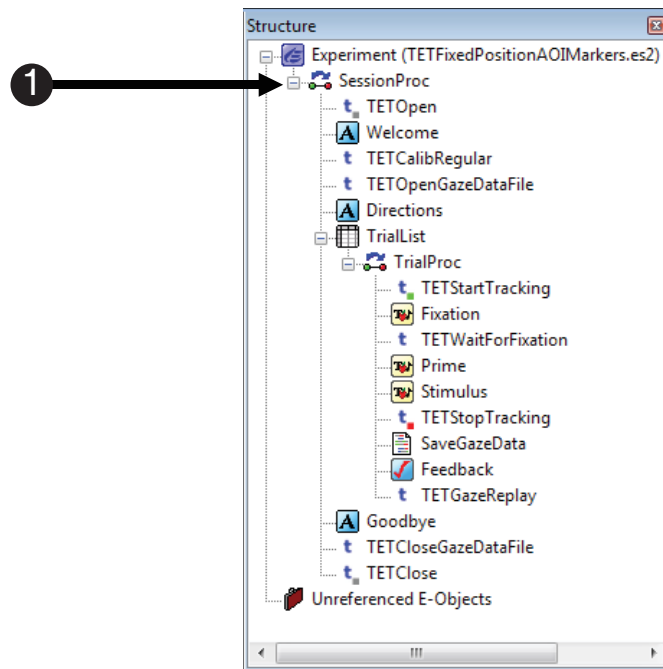 Structure
Experiment (TETFixedPositionAOIMarkers.es2)
1
SessionProc
TETOpen
A Welcome
TETCalibRegular
TETOpenGazeDataFile
A Directions
TrialList
TrialProc
TETStartTracking
Fixation
TETWaitForFixation
Prime
Stimulus
TETStopTracking
SaveGazeData
Feedback
TETGazeReplay
A Goodbye
TETCloseGazeDataFile
TETClose
Unreferenced E-Objects